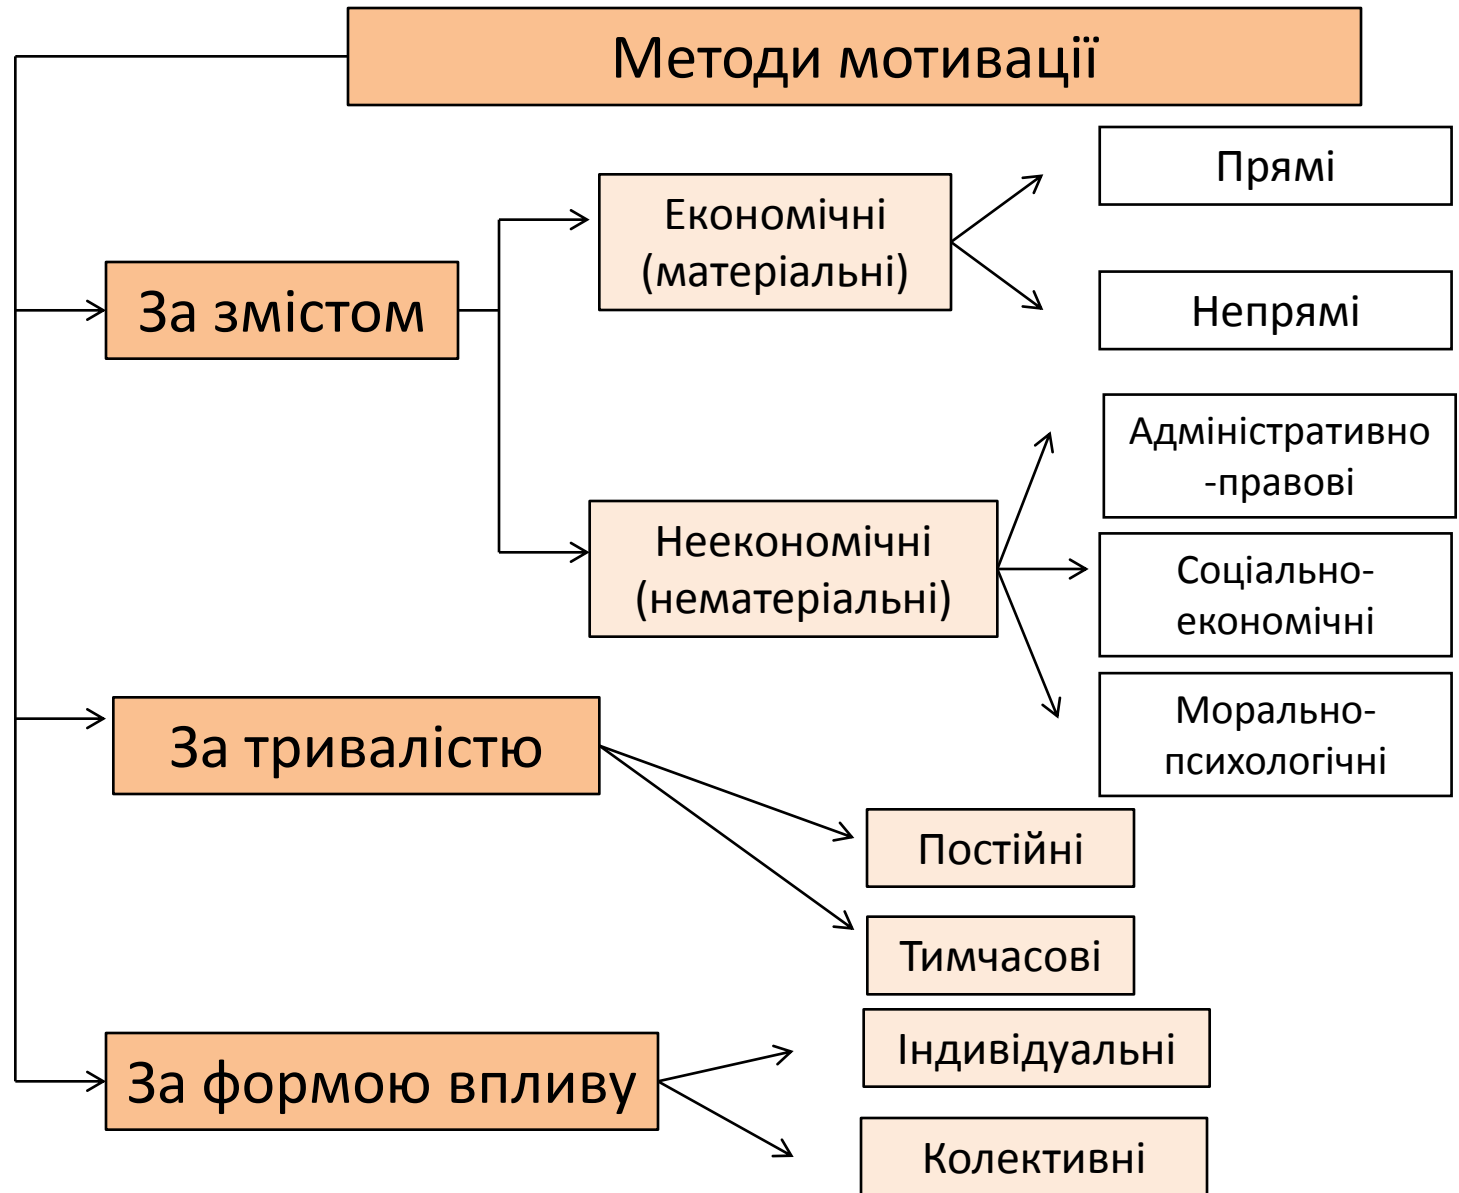 Методи мотивації
Прямі
Економічні
(матеріальні)
Непрямі
За змістом
Адміністративно
-правові
Неекономічні
(нематеріальні)
Соціально-
економічні
Морально-
психологічні
За тривалістю
Постійні
Тимчасові
Індивідуальні
За формою впливу
Колективні